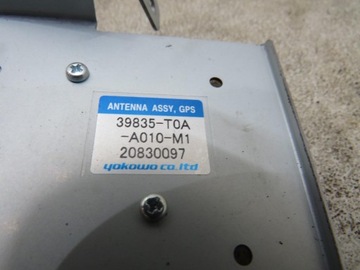 ANTENNA ASSY, GPS
39835-T0A
-A010-M1
20830097
yokowo co.ltd